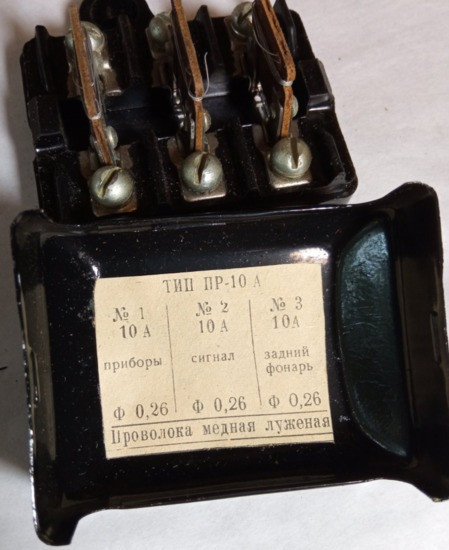 ТИП ПР-10 А
№ 1 № 2 № 3
10 А 10 А 10А
приборы сигнал задний
фонарь
Ф 0,26 Ф 0,26 Ф 0,26
Проволока медная луженая